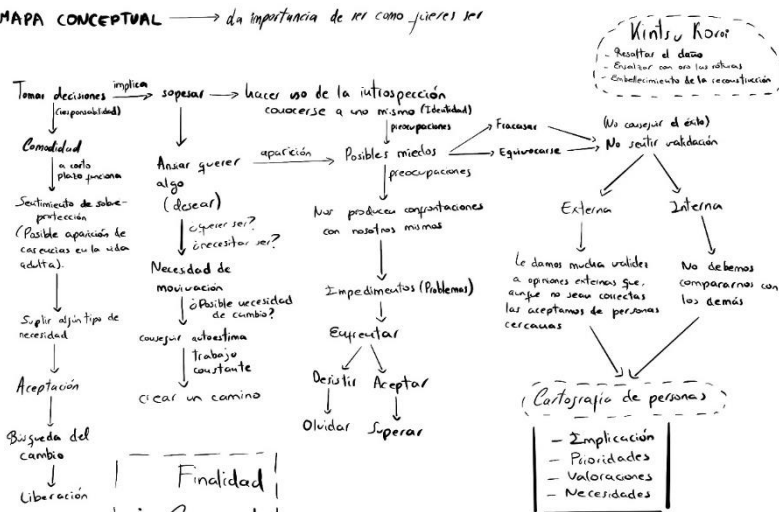 MAPA CONCEPTUAL → da importancia de ser como quieres ser
Kintsu Koroi
- Resaltar el daño
- Ensalzar con oro las roturas
- Embellecimiento de la reconstrucción
Tomar decisiones
(responsabilidad)
implica
sopesar
hacer uso de la introspección
conocerse a uno mismo (Identidad)
preocupaciones
Fracasar
Equivocarse
(No conseguir el éxito)
No sentir validación
Comodidad
a corto
plazo funciona
Sentimiento de sobre-
protección
(Posible aparición de
carencias en la vida
adulta).
Suplir algún tipo de
necesidad
Aceptación
Búsqueda del
cambio
Liberación
Ansiar querer
algo
(desear)
aparición
¿querer ser?
¿necesitar ser?
Necesdad de
movivación
¿Posible necesidad
de cambio?
conseguir autoestima
trabajo
constante
crear un camino
Posibles miedos
preocupaciones
Nos producen confrontaciones
con nosotros mismos
Impedimentos (Problemas)
Enfrentar
Desistir
Aceptar
Olvidar
Superar
Externa
Interna
Le damos mucha validez
a opiniones externas que,
aunque no sean correctas
las aceptamos de personas
cercanas
No debemos
compararnos con
los demás
Cartografía de personas
- Implicación
- Prioridades
- Valoraciones
- Necesidades
Finalidad